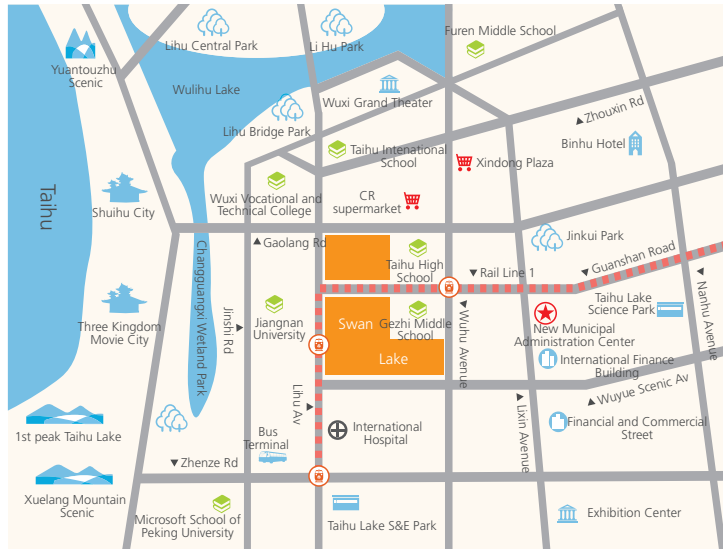 Furen Middle School
Lihu Central Park
Li Hu Park
Yuantouzhu
Scenic
Wulihu Lake
Wuxi Grand Theater
Zhouxin Rd
Lihu Bridge Park
Binhu Hotel
Taihu Intenational
School
Xindong Plaza
Taihu
Shuihu City
Wuxi Vocational and
Technical College
CR
supermarket
Jinkui Park
Gaolang Rd
Changguangxi Wetland Park
Taihu High
School
Rail Line 1
Guanshan Road
Nanhu Avenue
Three Kingdom
Movie City
Jinshi Rd
Jiangnan
University
Swan
Lake
Gezhi Middle
School
Wuhu Avenue
Taihu Lake
Science Park
New Municipal
Administration Center
International Finance
Building
Wuyue Scenic Av
Lihu Av
Lixin Avenue
1st peak Taihu Lake
Bus
Terminal
International
Hospital
Financial and Commercial
Street
Zhenze Rd
Xuelang Mountain
Scenic
Microsoft School of
Peking University
Taihu Lake S&E Park
Exhibition Center